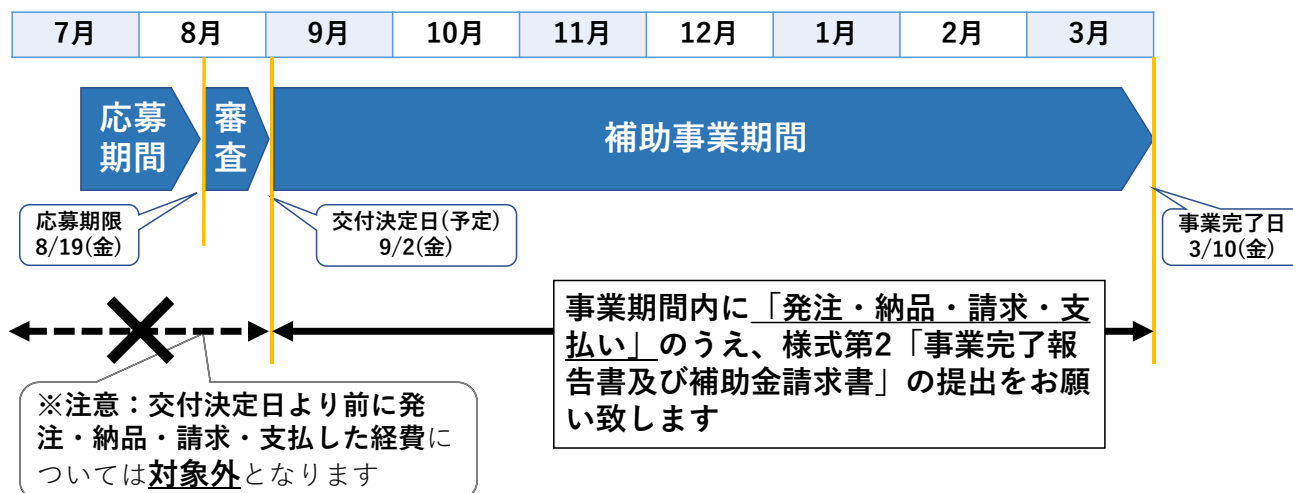 7月 8月 9月 10月 11月 12月 1月 2月 3月
応募
期間
審
査
補助事業期間
応募期限
8/19(金)
交付決定日(予定)
9/2(金)
事業完了日
3/10(金)
事業期間内に「発注・納品・請求・支
払い」のうえ、様式第2「事業完了報
告書及び補助金請求書」の提出をお願
い致します
※注意：交付決定日より前に発
注・納品・請求・支払した経費に
ついては対象外となります